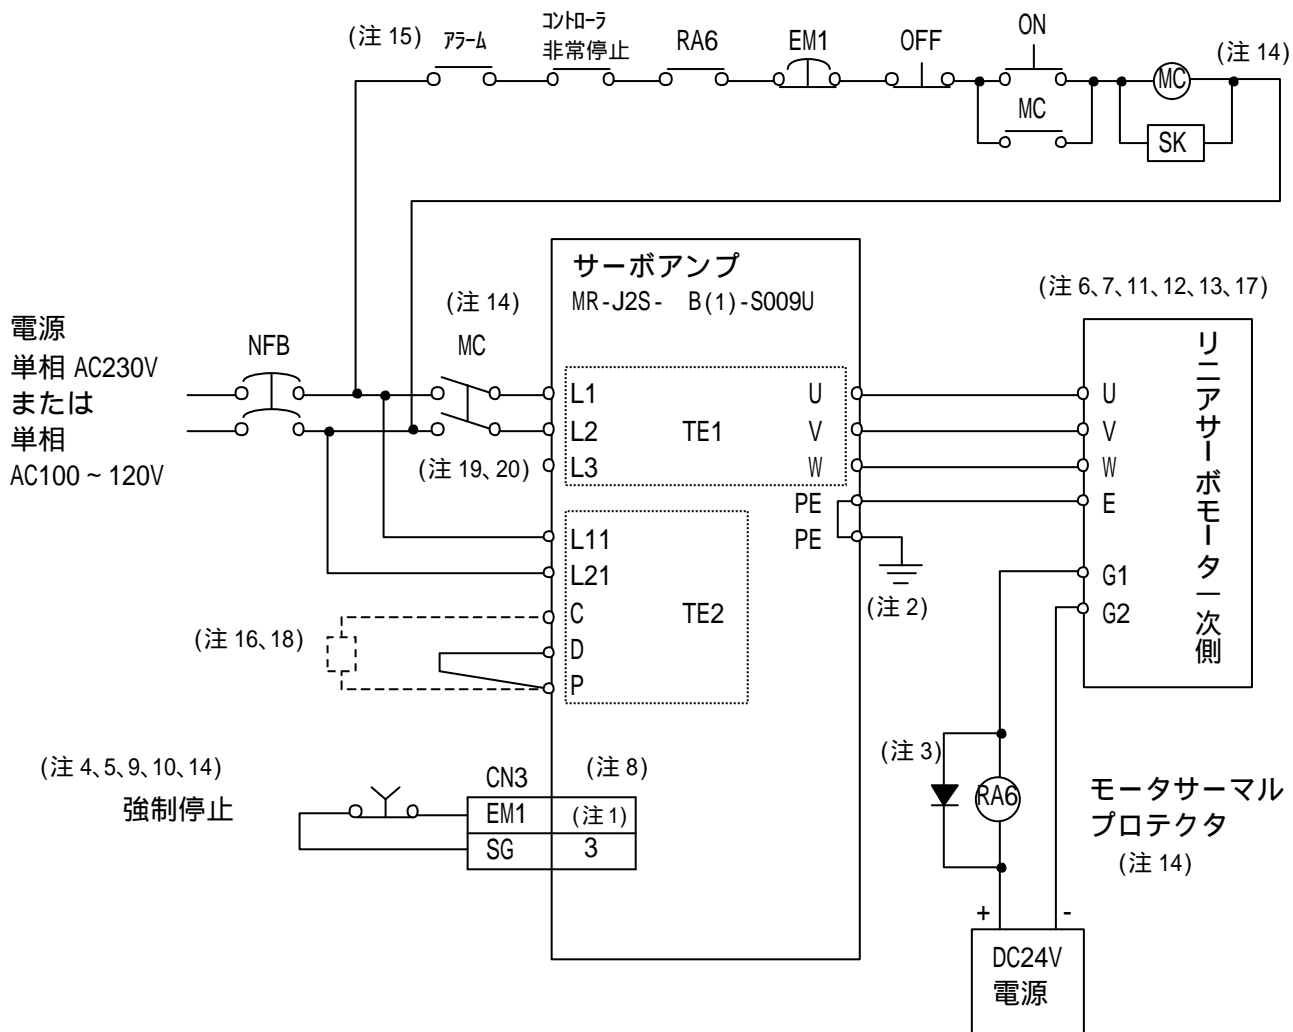 (注 15)
アラーム
コントローラ
非常停止
RA6
EM1
OFF
ON
MC
MC
SK
(注 14)
電源
単相 AC230V
または
単相
AC100 ~ 120V
NFB
(注 14)
MC
(注 19、20)
サーボアンプ
MR-J2S- B(1)-S009U
L1
L2
L3
TE1
U
V
W
PE
PE
L11
L21
C
D
P
TE2
(注 16、18)
(注 2)
(注 6、7、11、12、13、17)
U
V
W
E
G1
G2
リニアサーボモータ一次側
(注 4、5、9、10、14)
強制停止
CN3
EM1
SG
(注 8)
(注 1)
3
(注 3)
RA6
モータサーマル
プロテクタ
(注 14)
+
-
DC24V
電源